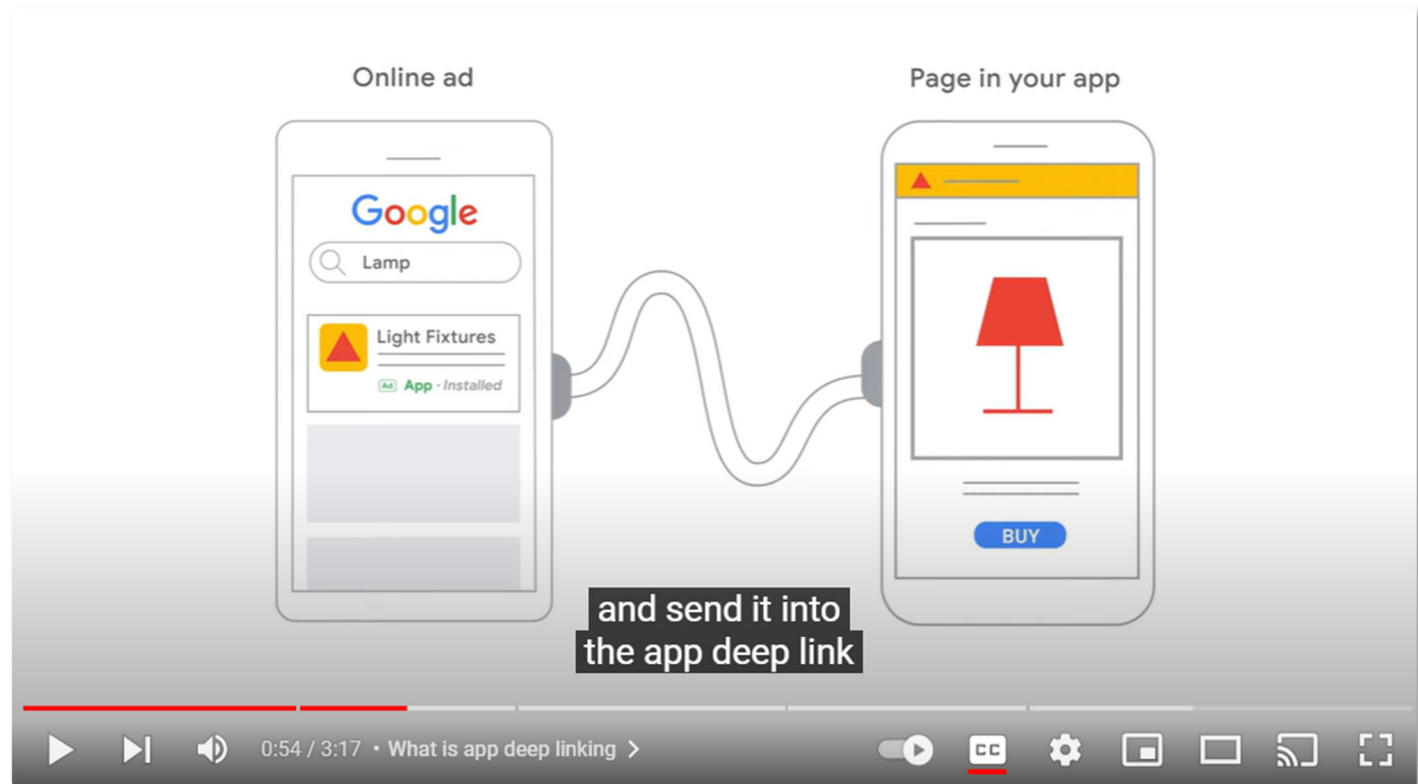 Online ad
Page in your app
Google
Lamp
Light Fixtures
Ad App · Installed
BUY
and send it into
the app deep link
0:54 / 3:17 • What is app deep linking
CC